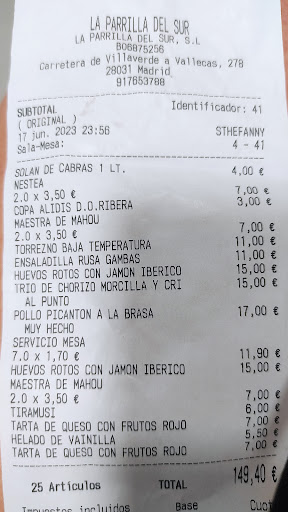 LA PARRILLA DEL SUR
LA PARRILLA DEL SUR, S.L
B06875256
Carretera de Villaverde a Vallecas, 278
28031 Madrid
917653788
SUBTOTAL Identificador: 41
( ORIGINAL )
17 jun. 2023 23:56 STHEFANNY
Sala-Mesa: 4 - 41
SOLAN DE CABRAS 1 LT. 4,00 €
NESTEA
2.0 x 3,50 € 7,00 €
COPA ALIDIS D.O.RIBERA 3,00 €
MAESTRA DE MAHOU
2.0 x 3,50 € 7,00 €
TORREZNO BAJA TEMPERATURA 11,00 €
ENSALADILLA RUSA GAMBAS 11,00 €
HUEVOS ROTOS CON JAMON IBERICO 15,00 €
TRIO DE CHORIZO MORCILLA Y CRI 15,00 €
AL PUNTO
POLLO PICANTON A LA BRASA 17,00 €
MUY HECHO
SERVICIO MESA
7.0 x 1,70 € 11,90 €
HUEVOS ROTOS CON JAMON IBERICO 15,00 €
MAESTRA DE MAHOU
2.0 x 3,50 € 7,00 €
TIRAMISU 6,00 €
TARTA DE QUESO CON FRUTOS ROJO 7,00 €
HELADO DE VAINILLA 5,50 €
TARTA DE QUESO CON FRUTOS ROJO 7,00 €
25 Articulos TOTAL 149,40 €
Impuestos incluidos Base